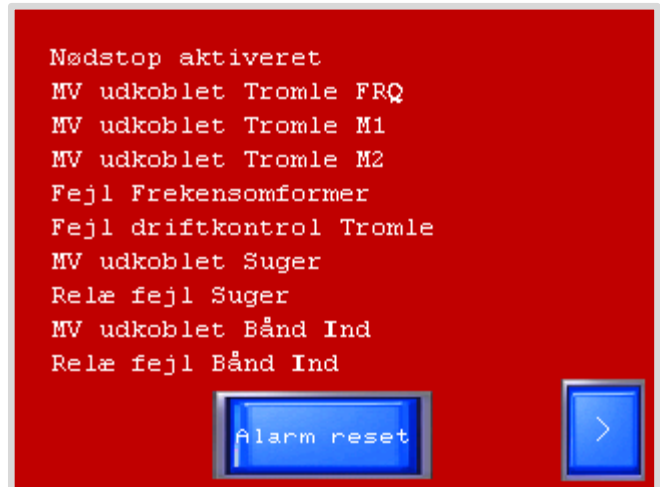 Nødstop aktiveret
MV udkoblet Tromle FRQ
MV udkoblet Tromle M1
MV udkoblet Tromle M2
Fejl Frekensomformer
Fejl driftkontrol Tromle
MV udkoblet Suger
Relæ fejl Suger
MV udkoblet Bånd Ind
Relæ fejl Bånd Ind
Alarm reset
>